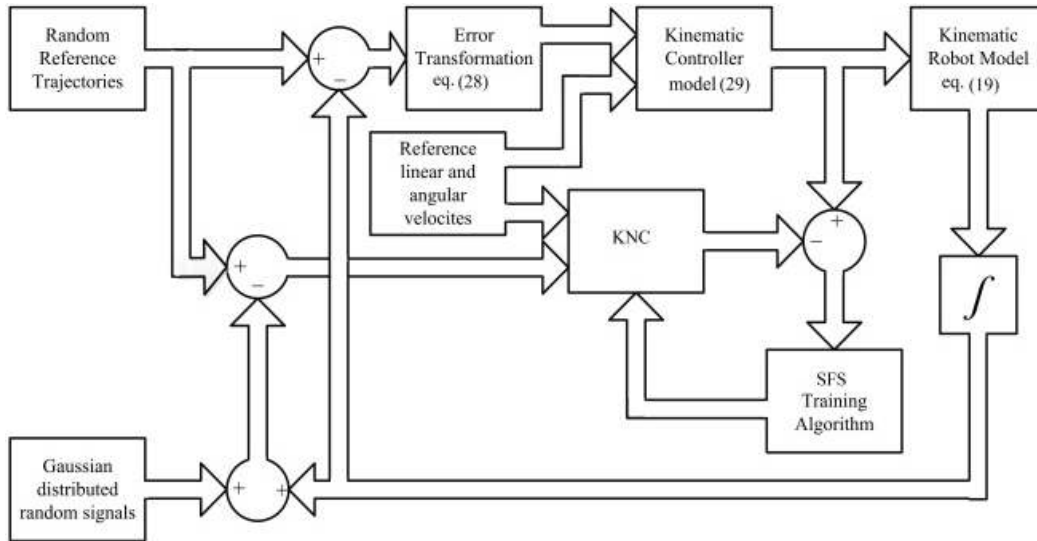 Random
Reference
Trajectories
+
−
Error
Transformation
eq. (28)
Kinematic
Controller
model (29)
Kinematic
Robot Model
eq. (19)
Reference
linear and
angular
velocites
KNC
+
−
+
−
∫
SFS
Training
Algorithm
Gaussian
distributed
random signals
+
+